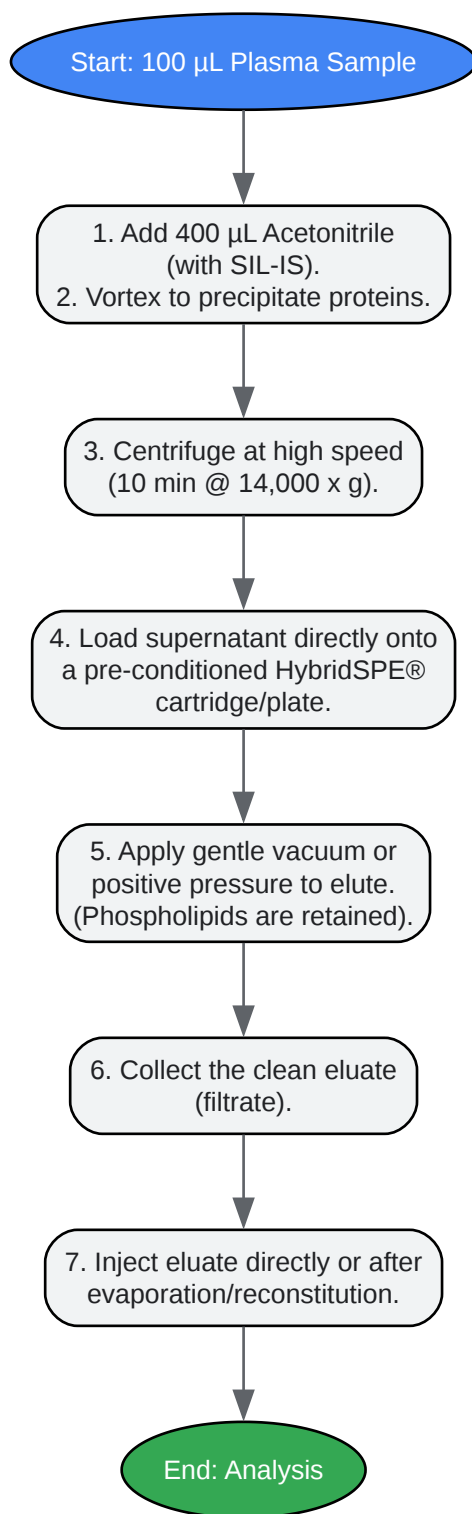 Start: 100 µL Plasma Sample
1. Add 400 µL Acetonitrile
(with SIL-IS).
2. Vortex to precipitate proteins.
3. Centrifuge at high speed
(10 min @ 14,000 x g).
4. Load supernatant directly onto
a pre-conditioned HybridSPE®
cartridge/plate.
5. Apply gentle vacuum or
positive pressure to elute.
(Phospholipids are retained).
6. Collect the clean eluate
(filtrate).
7. Inject eluate directly or after
evaporation/reconstitution.
End: Analysis